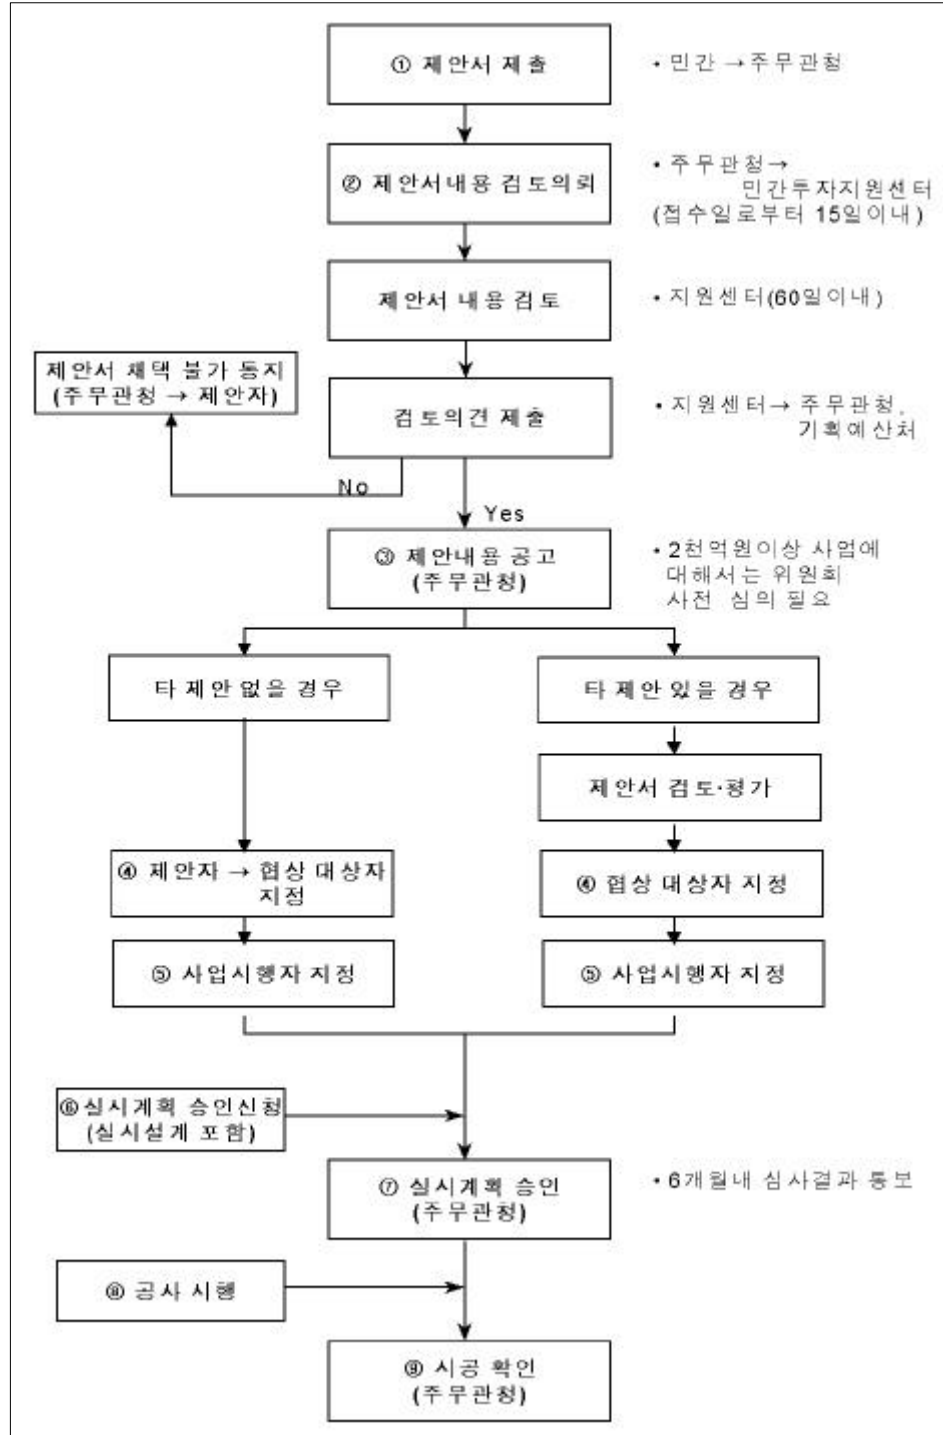 ① 제안서 제출
• 민간 → 주무관청
② 제안서내용 검토의뢰
• 주무관청→
민간투자지원센터
(접수일로부터 15일이내)
제안서 내용 검토
• 지원센터(60일이내)
제안서 채택 불가 통지
(주무관청 → 제안자)
검토의견 제출
• 지원센터→ 주무관청,
기획예산처
No
Yes
③ 제안내용 공고
(주무관청)
• 2천억원이상 사업에
대해서는 위원회
사전 심의 필요
타 제안 없을 경우
타 제안 있을 경우
제안서 검토·평가
④ 제안자 → 협상 대상자
지정
④ 협상 대상자 지정
⑤ 사업시행자 지정
⑤ 사업시행자 지정
⑥실시계획 승인신청
(실시설계 포함)
⑦ 실시계획 승인
(주무관청)
• 6개월내 심사결과 통보
⑧ 공사 시행
⑨ 시공 확인
(주무관청)